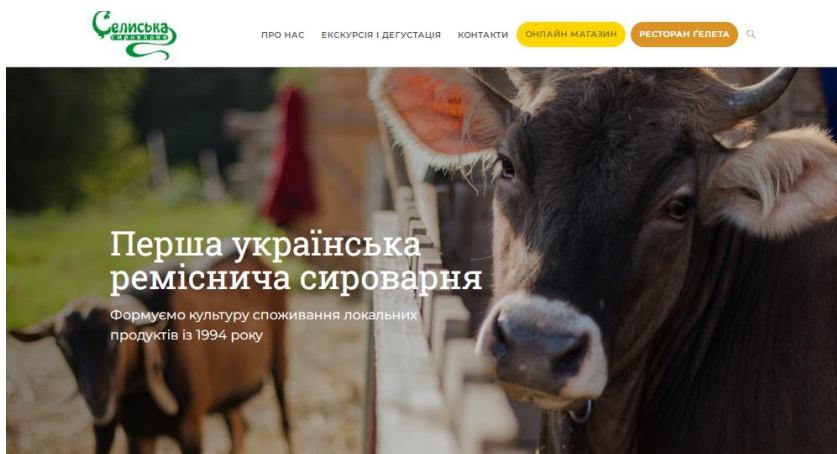 Селиська
сироварня
ПРО НАС ЕКСКУРСІЯ І ДЕГУСТАЦІЯ КОНТАКТИ ОНЛАЙН МАГАЗИН РЕСТОРАН ҐЕЛЕТА
Перша українська
реміснича сироварня
Формуємо культуру споживання локальних
продуктів із 1994 року